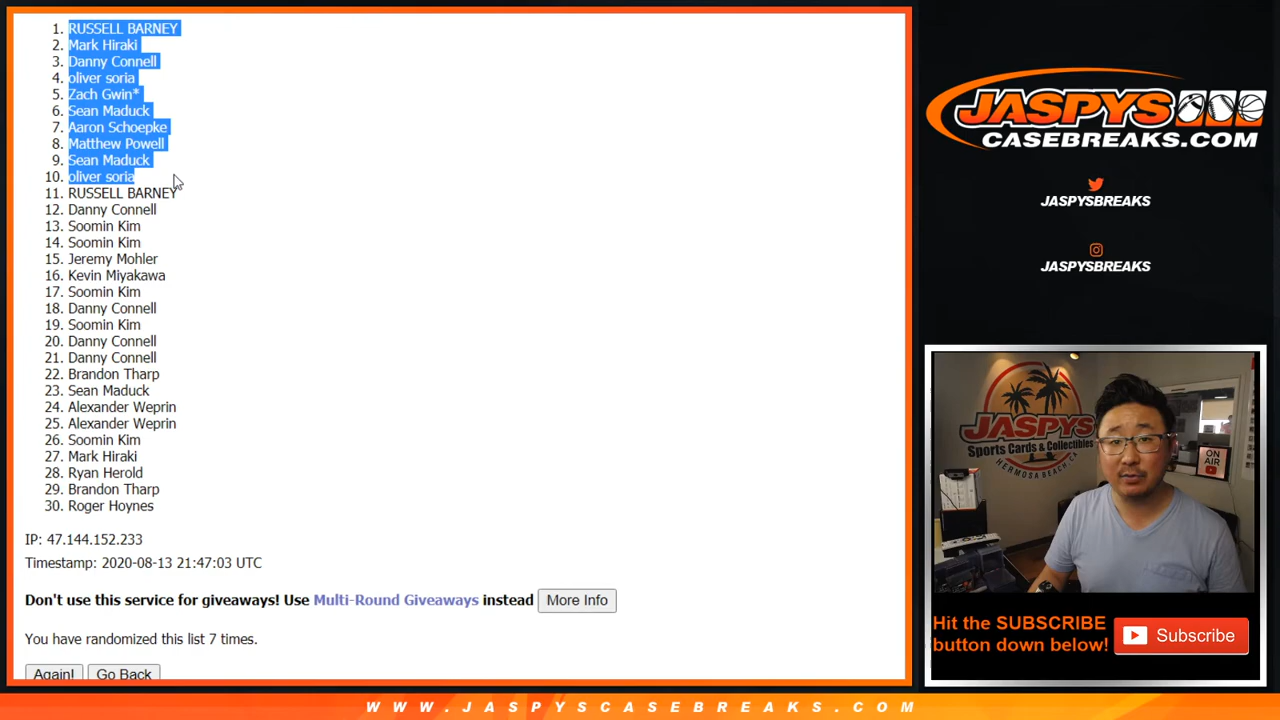 1. RUSSELL BARNEY
2. Mark Hiraki
3. Danny Connell
4. oliver soria
5. Zach Gwin*
6. Sean Maduck
7. Aaron Schoepke
8. Matthew Powell
9. Sean Maduck
10. oliver soria
11. RUSSELL BARNEY
12. Danny Connell
13. Soomin Kim
14. Soomin Kim
15. Jeremy Mohler
16. Kevin Miyakawa
17. Soomin Kim
18. Danny Connell
19. Soomin Kim
20. Danny Connell
21. Danny Connell
22. Brandon Tharp
23. Sean Maduck
24. Alexander Weprin
25. Alexander Weprin
26. Soomin Kim
27. Mark Hiraki
28. Ryan Herold
29. Brandon Tharp
30. Roger Hoynes
IP: 47.144.152.233
Timestamp: 2020-08-13 21:47:03 UTC
Don't use this service for giveaways! Use Multi-Round Giveaways instead More Info
You have randomized this list 7 times.
Again! Go Back
JASPYS
CASEBREAKS.COM
JASPYSBREAKS
JASPYSBREAKS
JASPYS
Sports Cards & Collectibles
HERMOSA BEACH, CA
ON
AIR
Hit the SUBSCRIBE
button down below!
Subscribe
WWW.JASPYSCASEBREAKS.COM